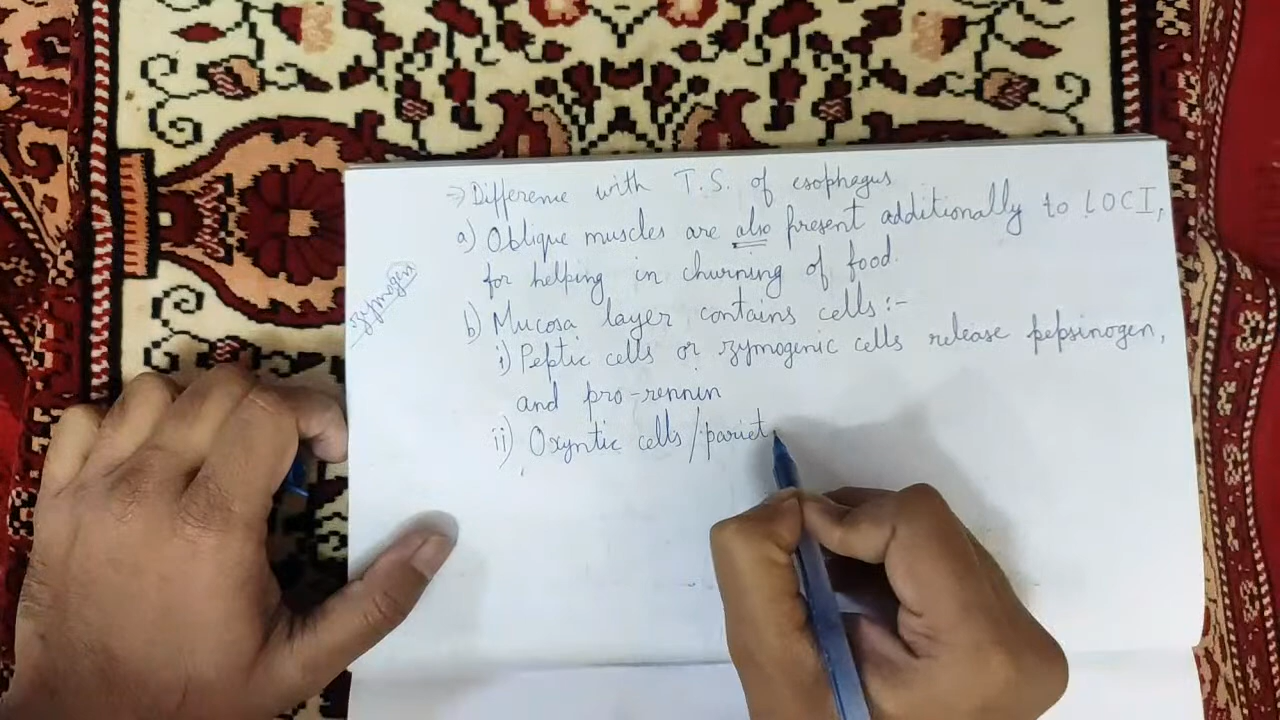 => Difference with T.S. of esophagus
a) Oblique muscles are also present additionally to LOCI,
for helping in churning of food.
b) Mucosa layer contains cells :-
i) Peptic cells or zymogenic cells release pepsinogen,
and pro-rennin
ii) Oxyntic cells / pariet
Zymogen